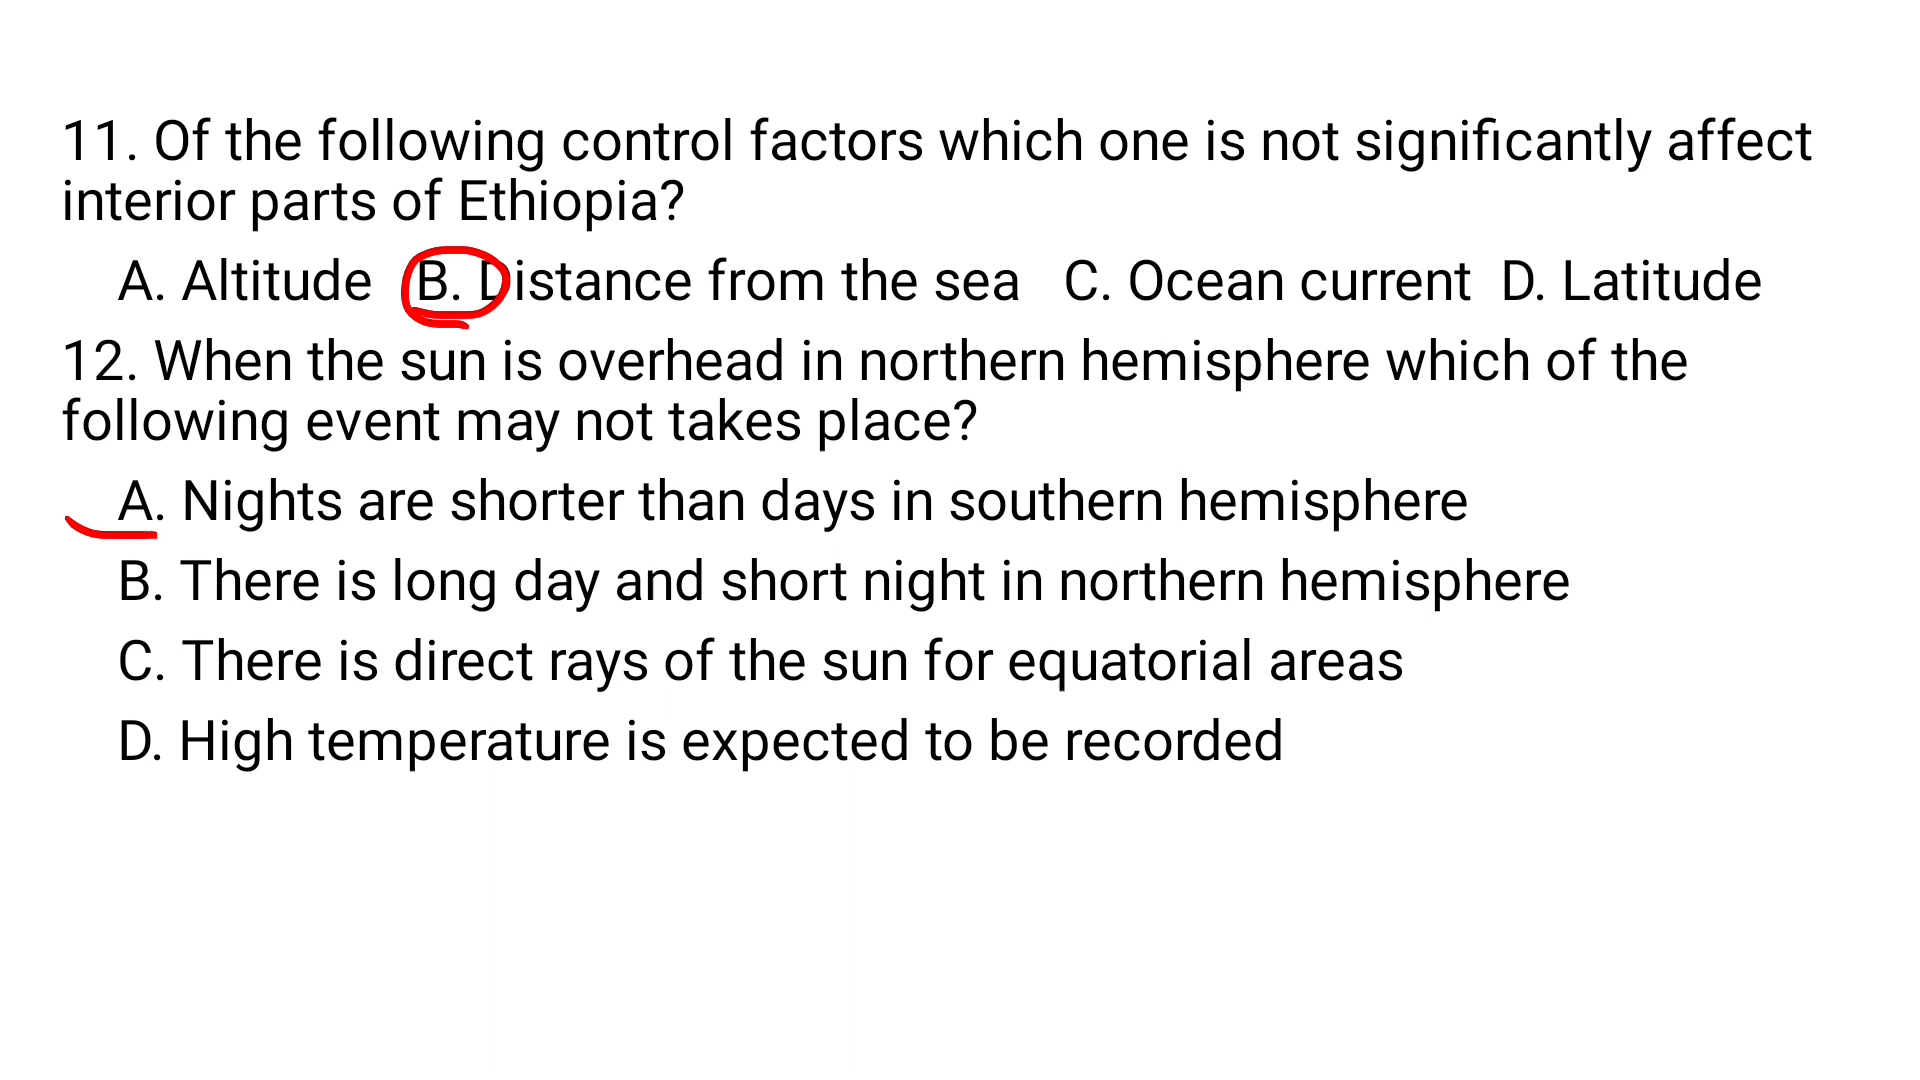 11. Of the following control factors which one is not significantly affect
interior parts of Ethiopia?
A. Altitude B. Distance from the sea C. Ocean current D. Latitude
12. When the sun is overhead in northern hemisphere which of the
following event may not takes place?
A. Nights are shorter than days in southern hemisphere
B. There is long day and short night in northern hemisphere
C. There is direct rays of the sun for equatorial areas
D. High temperature is expected to be recorded